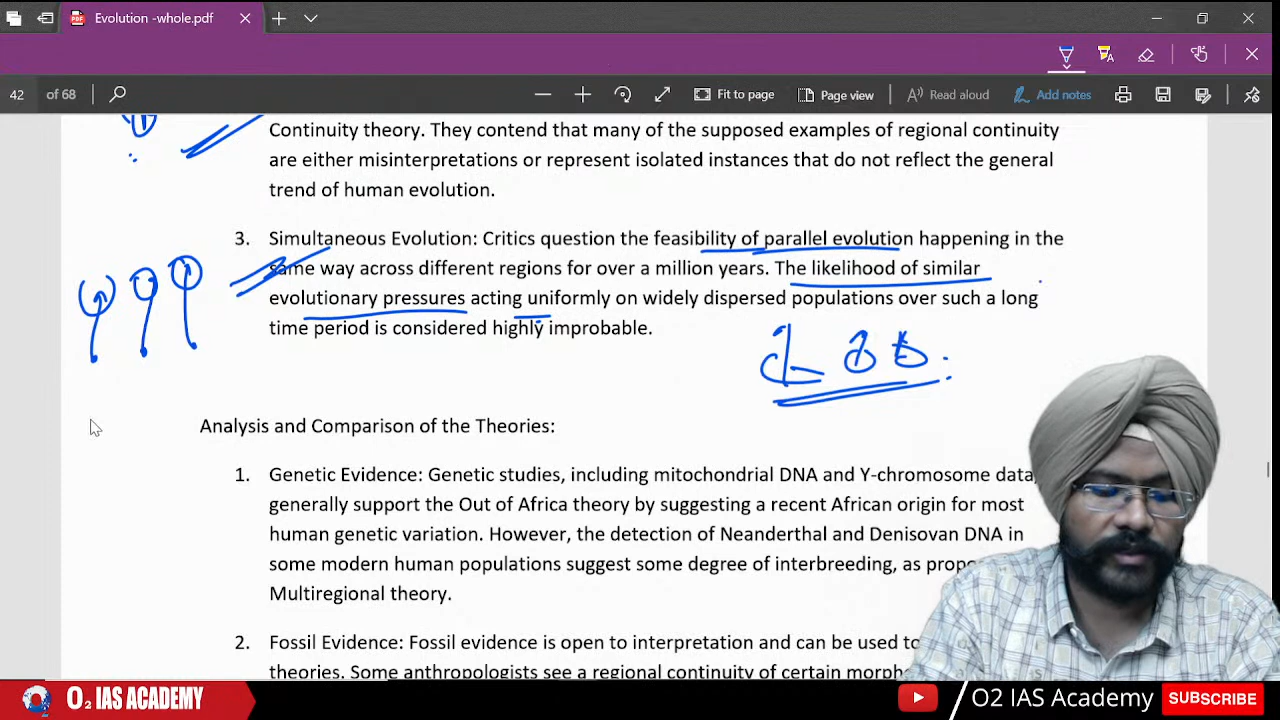 Evolution -whole.pdf
42 of 68
Fit to page
Page view
Read aloud
Add notes
Continuity theory. They contend that many of the supposed examples of regional continuity
are either misinterpretations or represent isolated instances that do not reflect the general
trend of human evolution.
3. Simultaneous Evolution: Critics question the feasibility of parallel evolution happening in the
same way across different regions for over a million years. The likelihood of similar
evolutionary pressures acting uniformly on widely dispersed populations over such a long
time period is considered highly improbable.
Analysis and Comparison of the Theories:
1. Genetic Evidence: Genetic studies, including mitochondrial DNA and Y-chromosome data,
generally support the Out of Africa theory by suggesting a recent African origin for most
human genetic variation. However, the detection of Neanderthal and Denisovan DNA in
some modern human populations suggest some degree of interbreeding, as
Multiregional theory.
2. Fossil Evidence: Fossil evidence is open to interpretation and can be used to
theories. Some anthropologists see a regional continuity of certain
O2 IAS ACADEMY
O2 IAS Academy
SUBSCRIBE